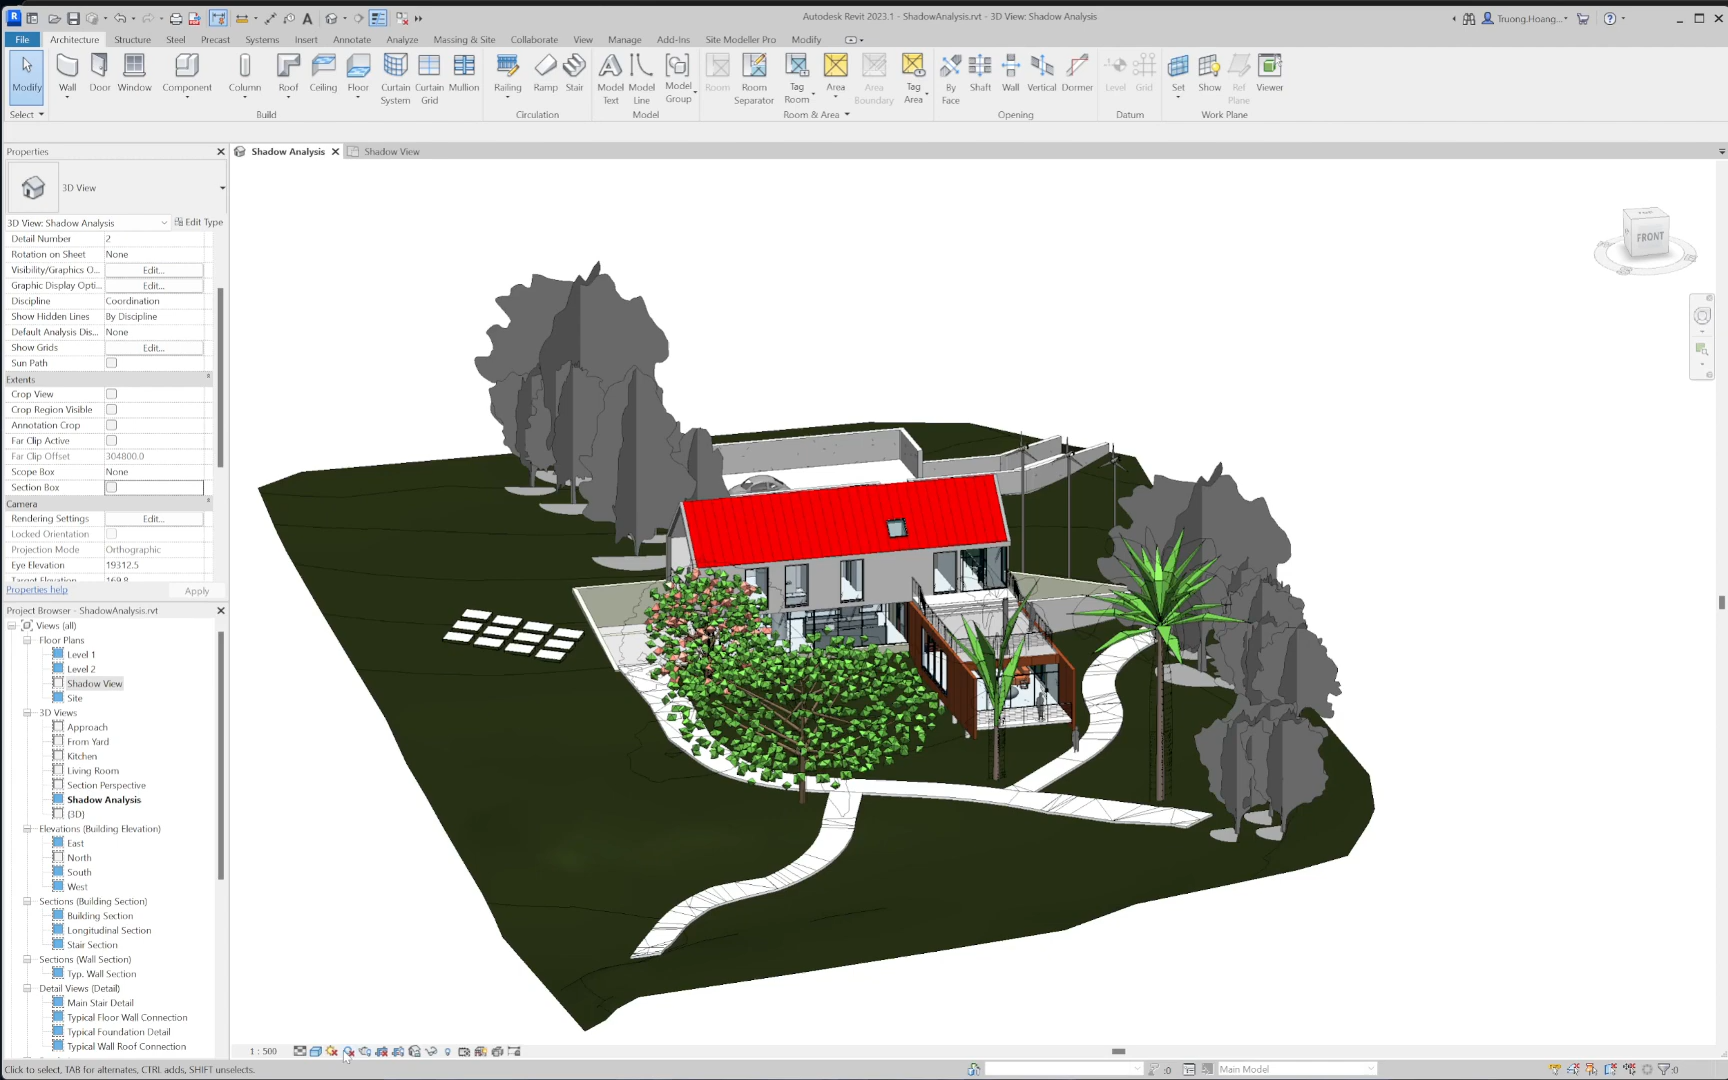 Autodesk Revit 2023.1 - ShadowAnalysis.rvt - 3D View: Shadow Analysis
Truong.Hoang...
File Architecture Structure Steel Precast Systems Insert Annotate Analyze Massing & Site Collaborate View Manage Add-Ins Site Modeller Pro Modify
Modify
Wall
Door
Window
Component
Column
Roof
Ceiling
Floor
Curtain System
Curtain Grid
Mullion
Railing
Ramp
Stair
Model Text
Model Line
Model Group
Room
Room Separator
Tag Room
Area
Area Boundary
Tag Area
By Face
Shaft
Wall
Vertical
Dormer
Level
Grid
Set
Show
Ref Plane
Viewer
Select
Build
Circulation
Model
Room & Area
Opening
Datum
Work Plane
Properties
Shadow Analysis
Shadow View
3D View
3D View: Shadow Analysis
Edit Type
Detail Number 2
Rotation on Sheet None
Visibility/Graphics O... Edit...
Graphic Display Opti... Edit...
Discipline Coordination
Show Hidden Lines By Discipline
Default Analysis Dis... None
Show Grids Edit...
Sun Path
Extents
Crop View
Crop Region Visible
Annotation Crop
Far Clip Active
Far Clip Offset 304800.0
Scope Box None
Section Box
Camera
Rendering Settings Edit...
Locked Orientation
Projection Mode Orthographic
Eye Elevation 19312.5
Target Elevation 169.8
Properties help
Apply
Project Browser - ShadowAnalysis.rvt
Views (all)
Floor Plans
Level 1
Level 2
Shadow View
Site
3D Views
Approach
From Yard
Kitchen
Living Room
Section Perspective
Shadow Analysis
{3D}
Elevations (Building Elevation)
East
North
South
West
Sections (Building Section)
Building Section
Longitudinal Section
Stair Section
Sections (Wall Section)
Typ. Wall Section
Detail Views (Detail)
Main Stair Detail
Typical Floor Wall Connection
Typical Foundation Detail
Typical Wall Roof Connection
FRONT
1 : 500
Click to select, TAB for alternates, CTRL adds, SHIFT unselects.
:0
Main Model
:0